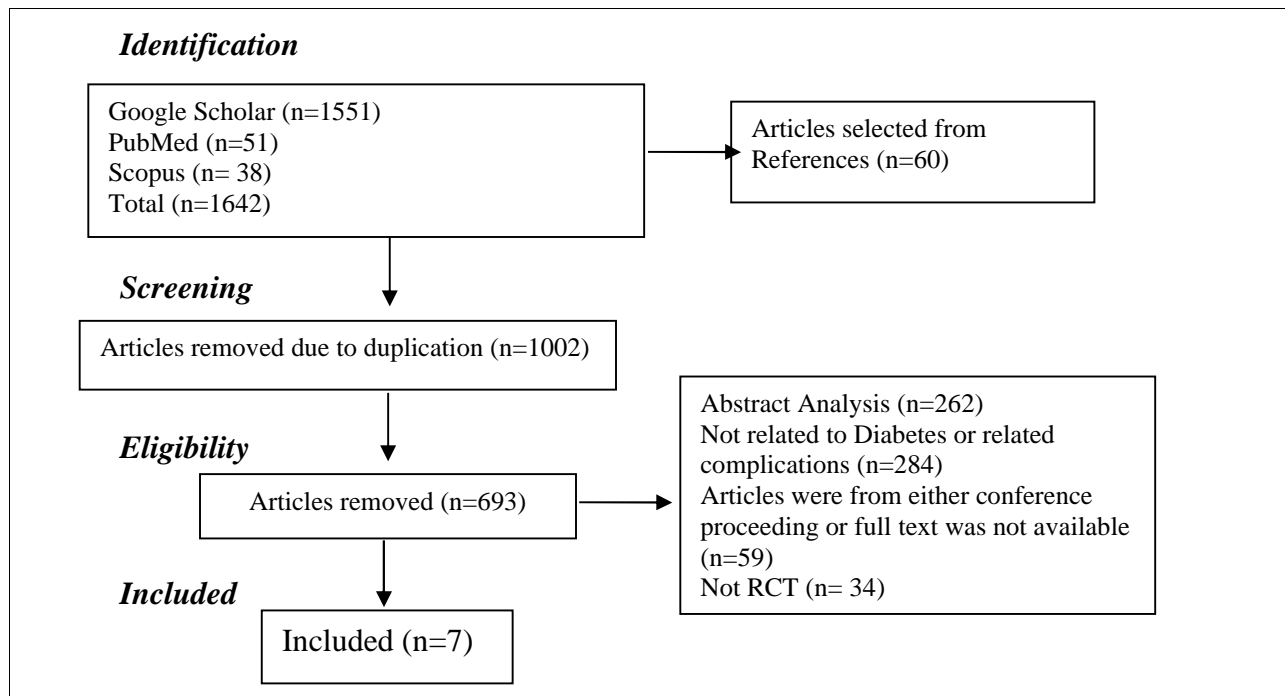 Identification
Google Scholar (n=1551)
PubMed (n=51)
Scopus (n= 38)
Total (n=1642)
Articles selected from
References (n=60)
Screening
Articles removed due to duplication (n=1002)
Eligibility
Articles removed (n=693)
Abstract Analysis (n=262)
Not related to Diabetes or related
complications (n=284)
Articles were from either conference
proceeding or full text was not available
(n=59)
Not RCT (n= 34)
Included
Included (n=7)